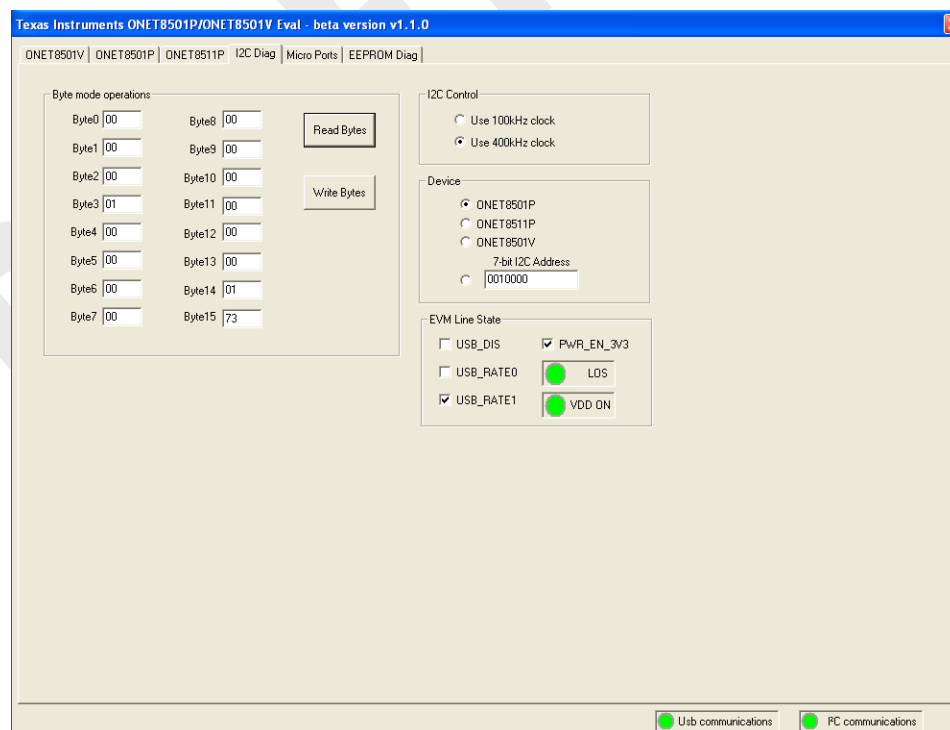 Texas Instruments ONET8501P/ONET8501V Eval - beta version v1.1.0
ONET8501V ONET8501P ONET8511P I2C Diag Micro Ports EEPROM Diag
Byte mode operations
Byte0 00 Byte8 00
Byte1 00 Byte9 00
Byte2 00 Byte10 00
Byte3 01 Byte11 00
Byte4 00 Byte12 00
Byte5 00 Byte13 00
Byte6 00 Byte14 01
Byte7 00 Byte15 73
Read Bytes
Write Bytes
I2C Control
Use 100kHz clock
Use 400kHz clock
Device
ONET8501P
ONET8511P
ONET8501V
7-bit I2C Address
0010000
EVM Line State
USB_DIS PWR_EN_3V3
USB_RATE0 LOS
USB_RATE1 VDD ON
Usb communications I²C communications